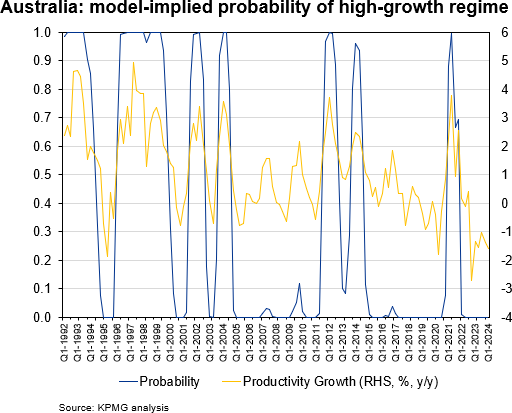 Australia: model-implied probability of high-growth regime
1.0 6
0.9 5
0.8 4
0.7 3
0.6 2
0.5 1
0.4 0
0.3 -1
0.2 -2
0.1 -3
0.0 -4
Q1-1992 Q1-1993 Q1-1994 Q1-1995 Q1-1996 Q1-1997 Q1-1998 Q1-1999 Q1-2000 Q1-2001 Q1-2002 Q1-2003 Q1-2004 Q1-2005 Q1-2006 Q1-2007 Q1-2008 Q1-2009 Q1-2010 Q1-2011 Q1-2012 Q1-2013 Q1-2014 Q1-2015 Q1-2016 Q1-2017 Q1-2018 Q1-2019 Q1-2020 Q1-2021 Q1-2022 Q1-2023 Q1-2024
Probability Productivity Growth (RHS, %, y/y)
Source: KPMG analysis